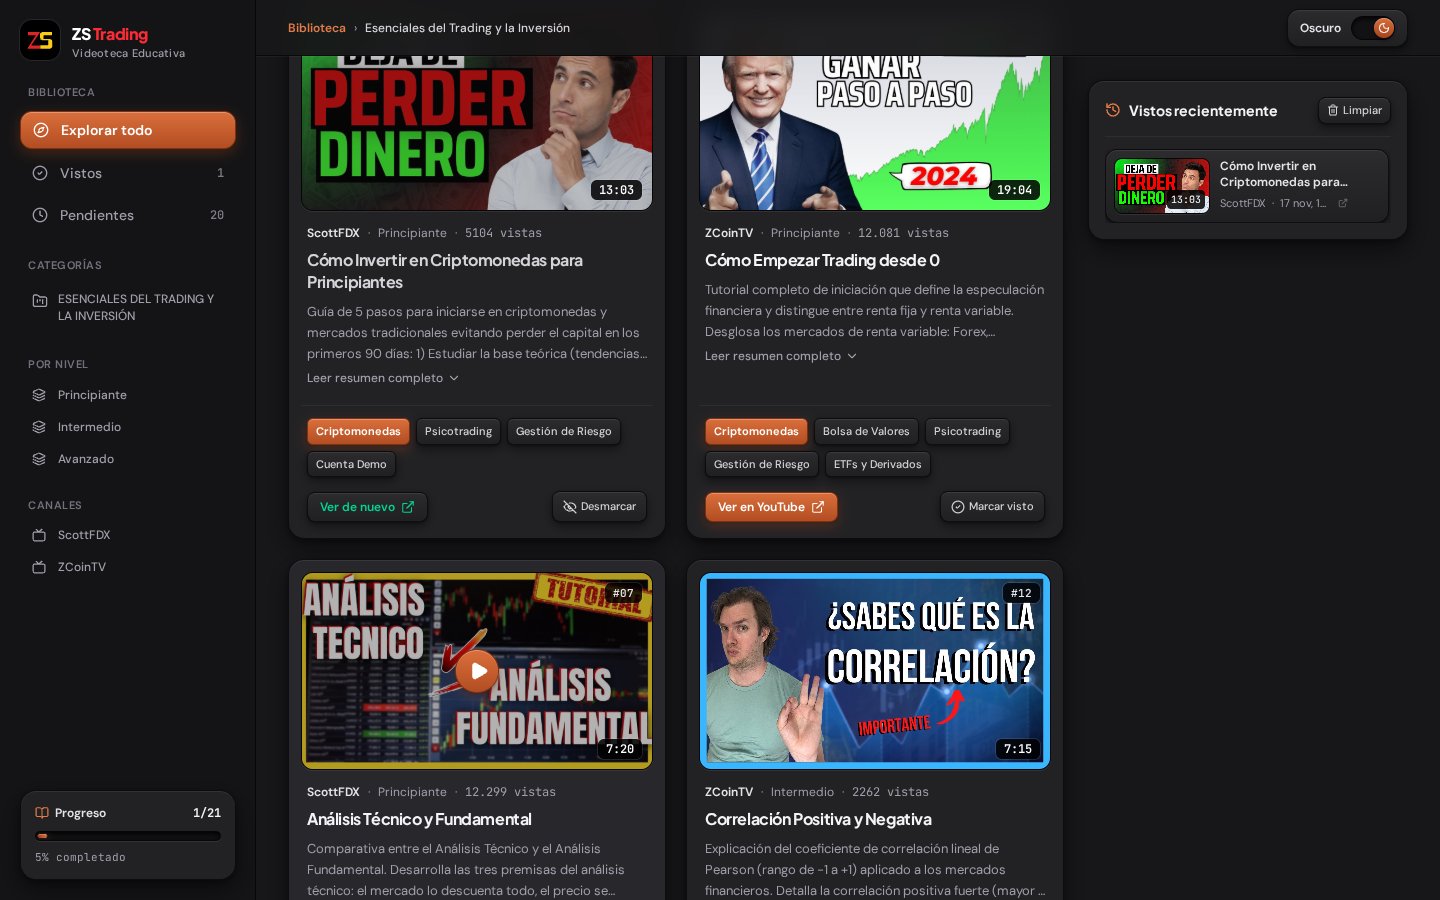 ZS
ZS Trading
Videoteca Educativa
BIBLIOTECA
Explorar todo
Vistos 1
Pendientes 20
CATEGORÍAS
ESENCIALES DEL TRADING Y
LA INVERSIÓN
POR NIVEL
Principiante
Intermedio
Avanzado
CANALES
ScottFDX
ZCoinTV
Progreso 1/21
5% completado
Biblioteca › Esenciales del Trading y la Inversión
Oscuro
DEJA DE
PERDER
DINERO
13:03
ScottFDX · Principiante · 5104 vistas
Cómo Invertir en Criptomonedas para
Principiantes
Guía de 5 pasos para iniciarse en criptomonedas y
mercados tradicionales evitando perder el capital en los
primeros 90 días: 1) Estudiar la base teórica (tendencias…
Leer resumen completo
Criptomonedas Psicotrading Gestión de Riesgo
Cuenta Demo
Ver de nuevo Desmarcar
GANAR
PASO A PASO
2024
19:04
ZCoinTV · Principiante · 12.081 vistas
Cómo Empezar Trading desde 0
Tutorial completo de iniciación que define la especulación
financiera y distingue entre renta fija y renta variable.
Desglosa los mercados de renta variable: Forex,…
Leer resumen completo
Criptomonedas Bolsa de Valores Psicotrading
Gestión de Riesgo ETFs y Derivados
Ver en YouTube Marcar visto
ANÁLISIS
TECNICO
TUTORIAL
#07
ANÁLISIS
FUNDAMENTAL
7:20
ScottFDX · Principiante · 12.299 vistas
Análisis Técnico y Fundamental
Comparativa entre el Análisis Técnico y el Análisis
Fundamental. Desarrolla las tres premisas del análisis
técnico: el mercado lo descuenta todo, el precio se…
#12
¿SABES QUÉ ES LA
CORRELACIÓN?
IMPORTANTE
7:15
ZCoinTV · Intermedio · 2262 vistas
Correlación Positiva y Negativa
Explicación del coeficiente de correlación lineal de
Pearson (rango de -1 a +1) aplicado a los mercados
financieros. Detalla la correlación positiva fuerte (mayor …
Vistos recientemente Limpiar
DEJA DE
PERDER
DINERO
13:03
Cómo Invertir en
Criptomonedas para…
ScottFDX · 17 nov, 1…